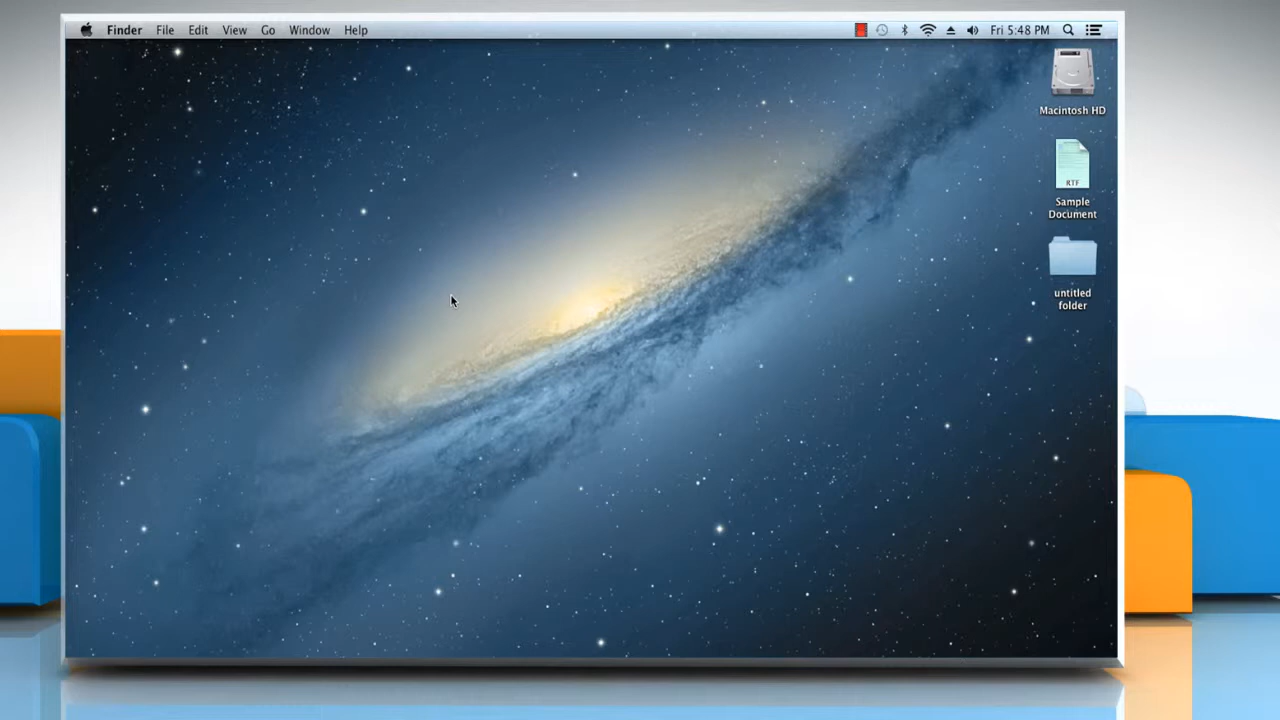 Finder File Edit View Go Window Help Fri 5:48 PM
Macintosh HD
RTF
Sample
Document
untitled
folder